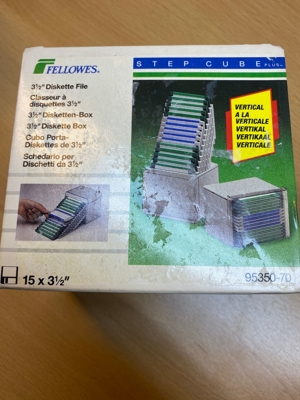 FELLOWES.
STEP CUBE PLUS™
3½" Diskette File
Classeur à
disquettes 3½"
3½" Disketten-Box
3½" Diskette Box
Cubo Porta-
Diskettes de 3½"
Schedario per
Dischetti da 3½"
VERTICAL
A LA
VERTICALE
VERTIKAL
VERTIKAAL
VERTICALE
15 x 3½"
95350-70